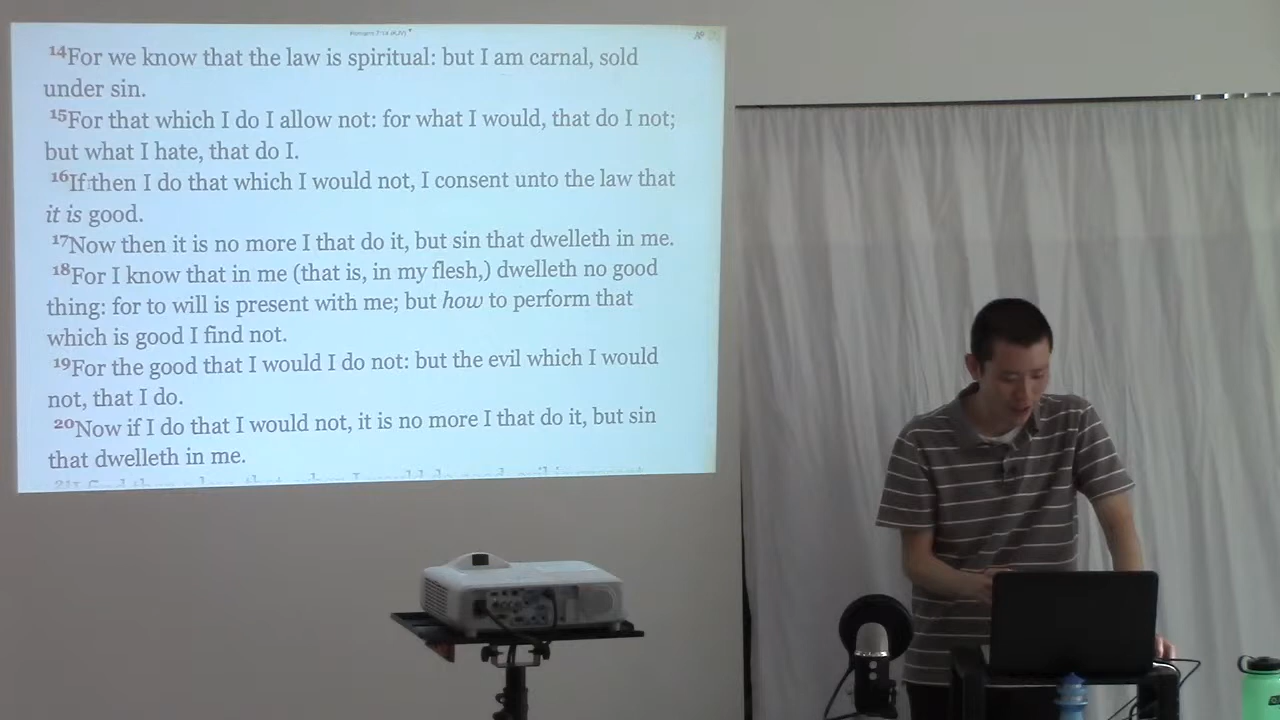 Romans 7:14 (KJV)
14For we know that the law is spiritual: but I am carnal, sold
under sin.
15For that which I do I allow not: for what I would, that do I not;
but what I hate, that do I.
16If then I do that which I would not, I consent unto the law that
it is good.
17Now then it is no more I that do it, but sin that dwelleth in me.
18For I know that in me (that is, in my flesh,) dwelleth no good
thing: for to will is present with me; but how to perform that
which is good I find not.
19For the good that I would I do not: but the evil which I would
not, that I do.
20Now if I do that I would not, it is no more I that do it, but sin
that dwelleth in me.